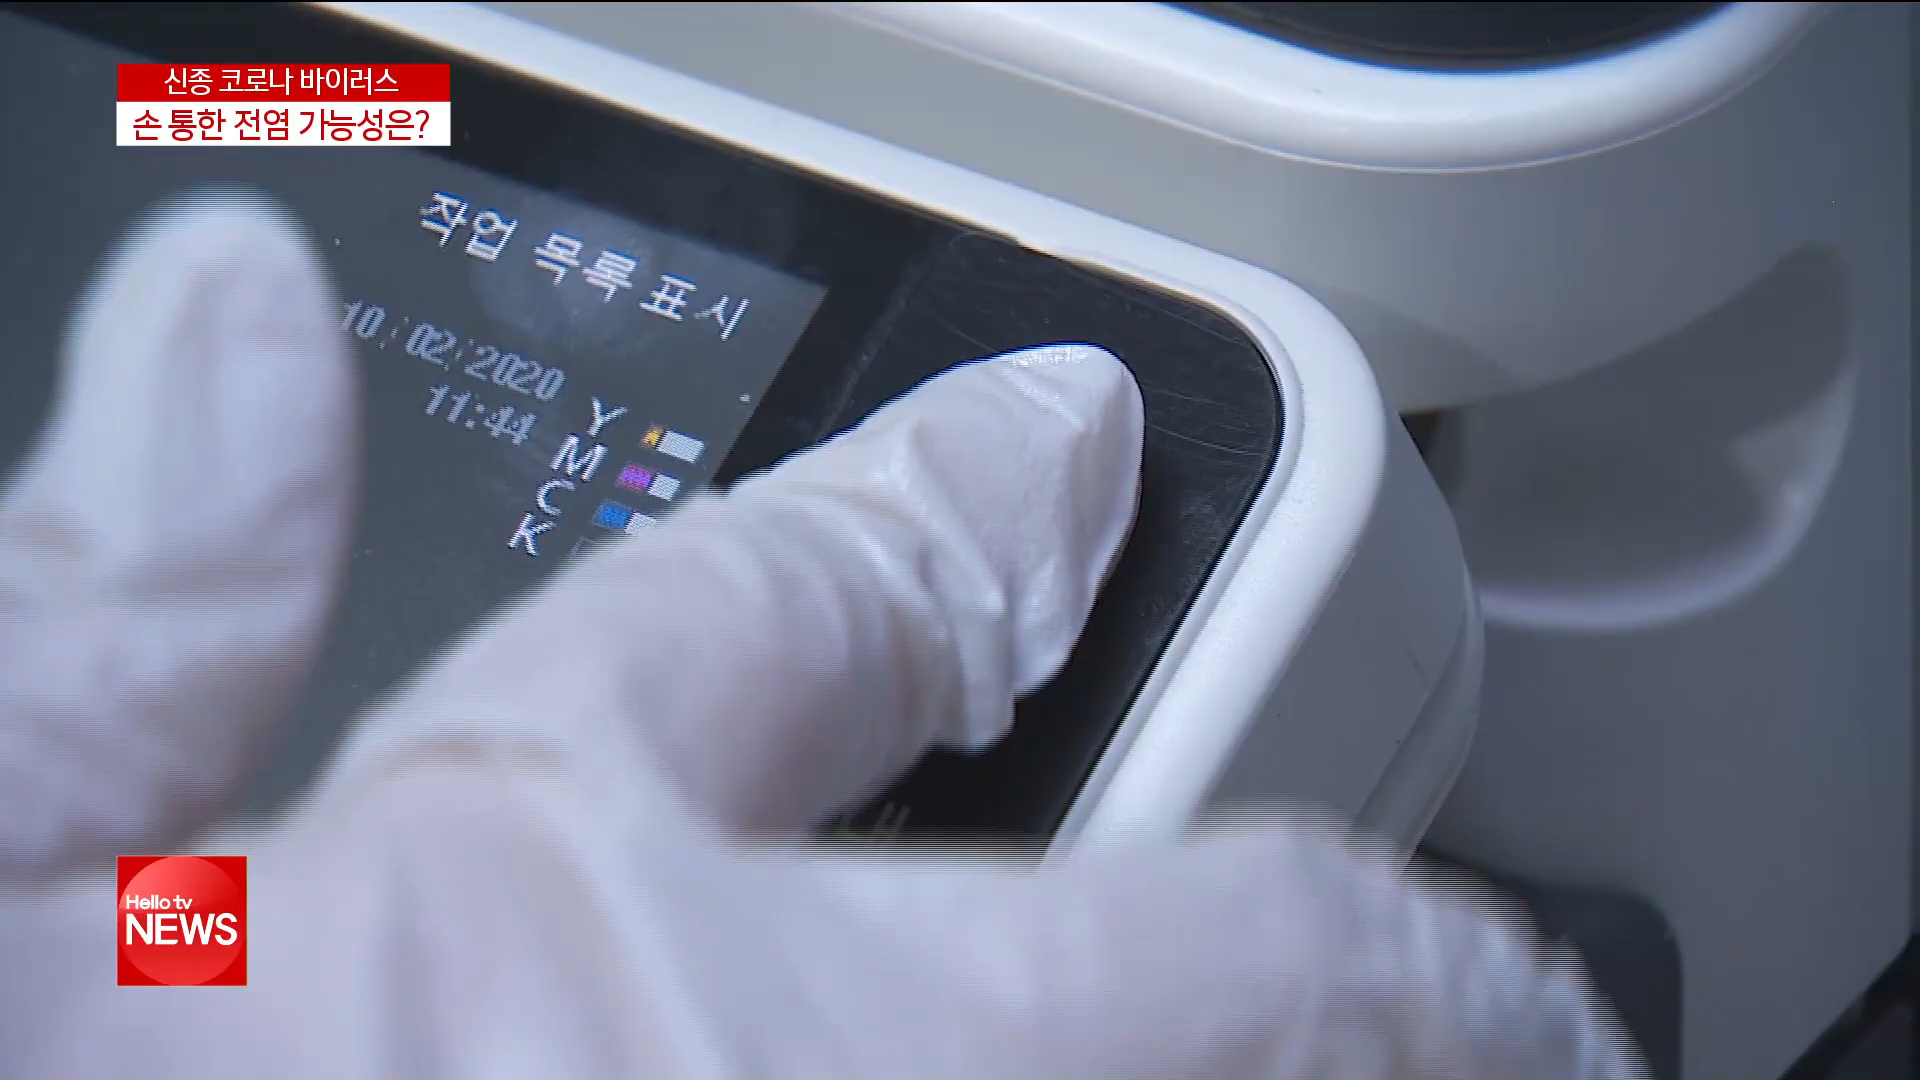 신종 코로나 바이러스
손 통한 전염 가능성은?
작업 목록 표시
10/02/2020
11:44
Y
M
C
K
Hello tv
NEWS